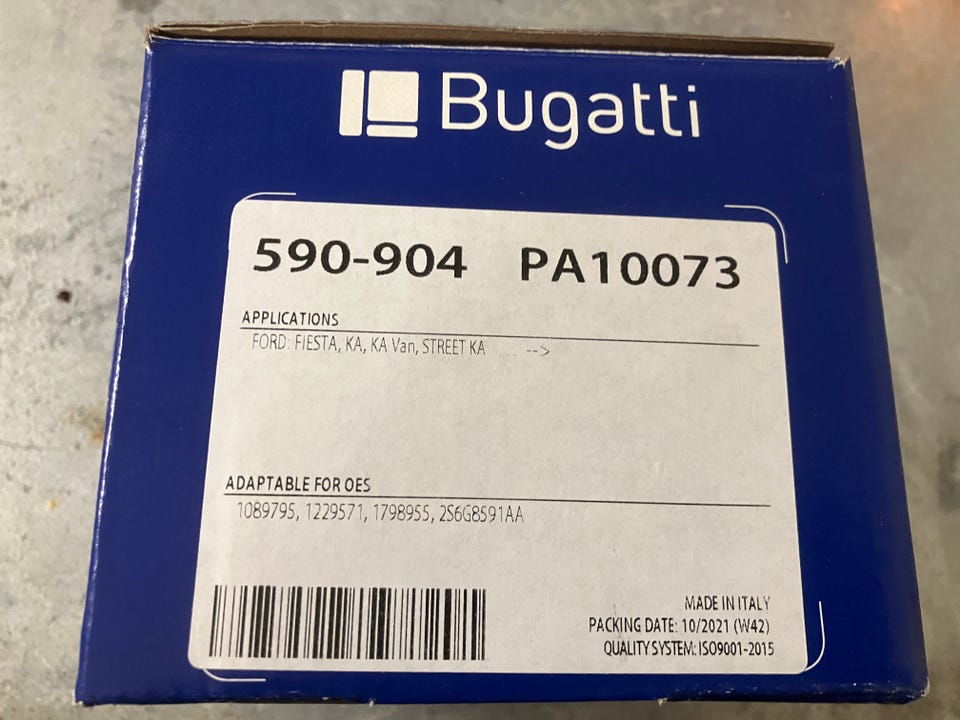 Bugatti
590-904 PA10073
APPLICATIONS
FORD: FIESTA, KA, KA Van, STREET KA ... -->
ADAPTABLE FOR OES
1089795, 1229571, 1798955, 2S6G8591AA
MADE IN ITALY
PACKING DATE: 10/2021 (W42)
QUALITY SYSTEM: ISO9001-2015